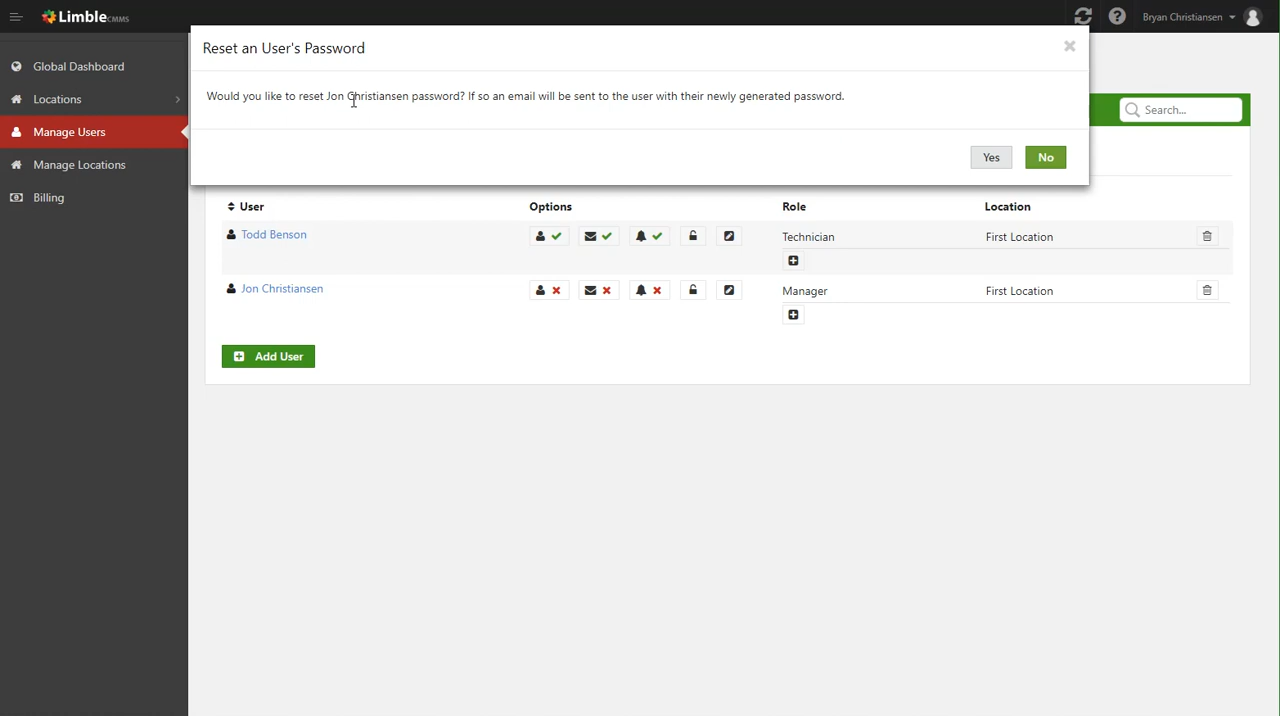 LimbleCMMS
Bryan Christiansen
Reset an User's Password
Would you like to reset Jon Christiansen password? If so an email will be sent to the user with their newly generated password.
Yes
No
Global Dashboard
Locations
Manage Users
Manage Locations
Billing
Search...
User Options Role Location
Todd Benson Technician First Location
Jon Christiansen Manager First Location
Add User